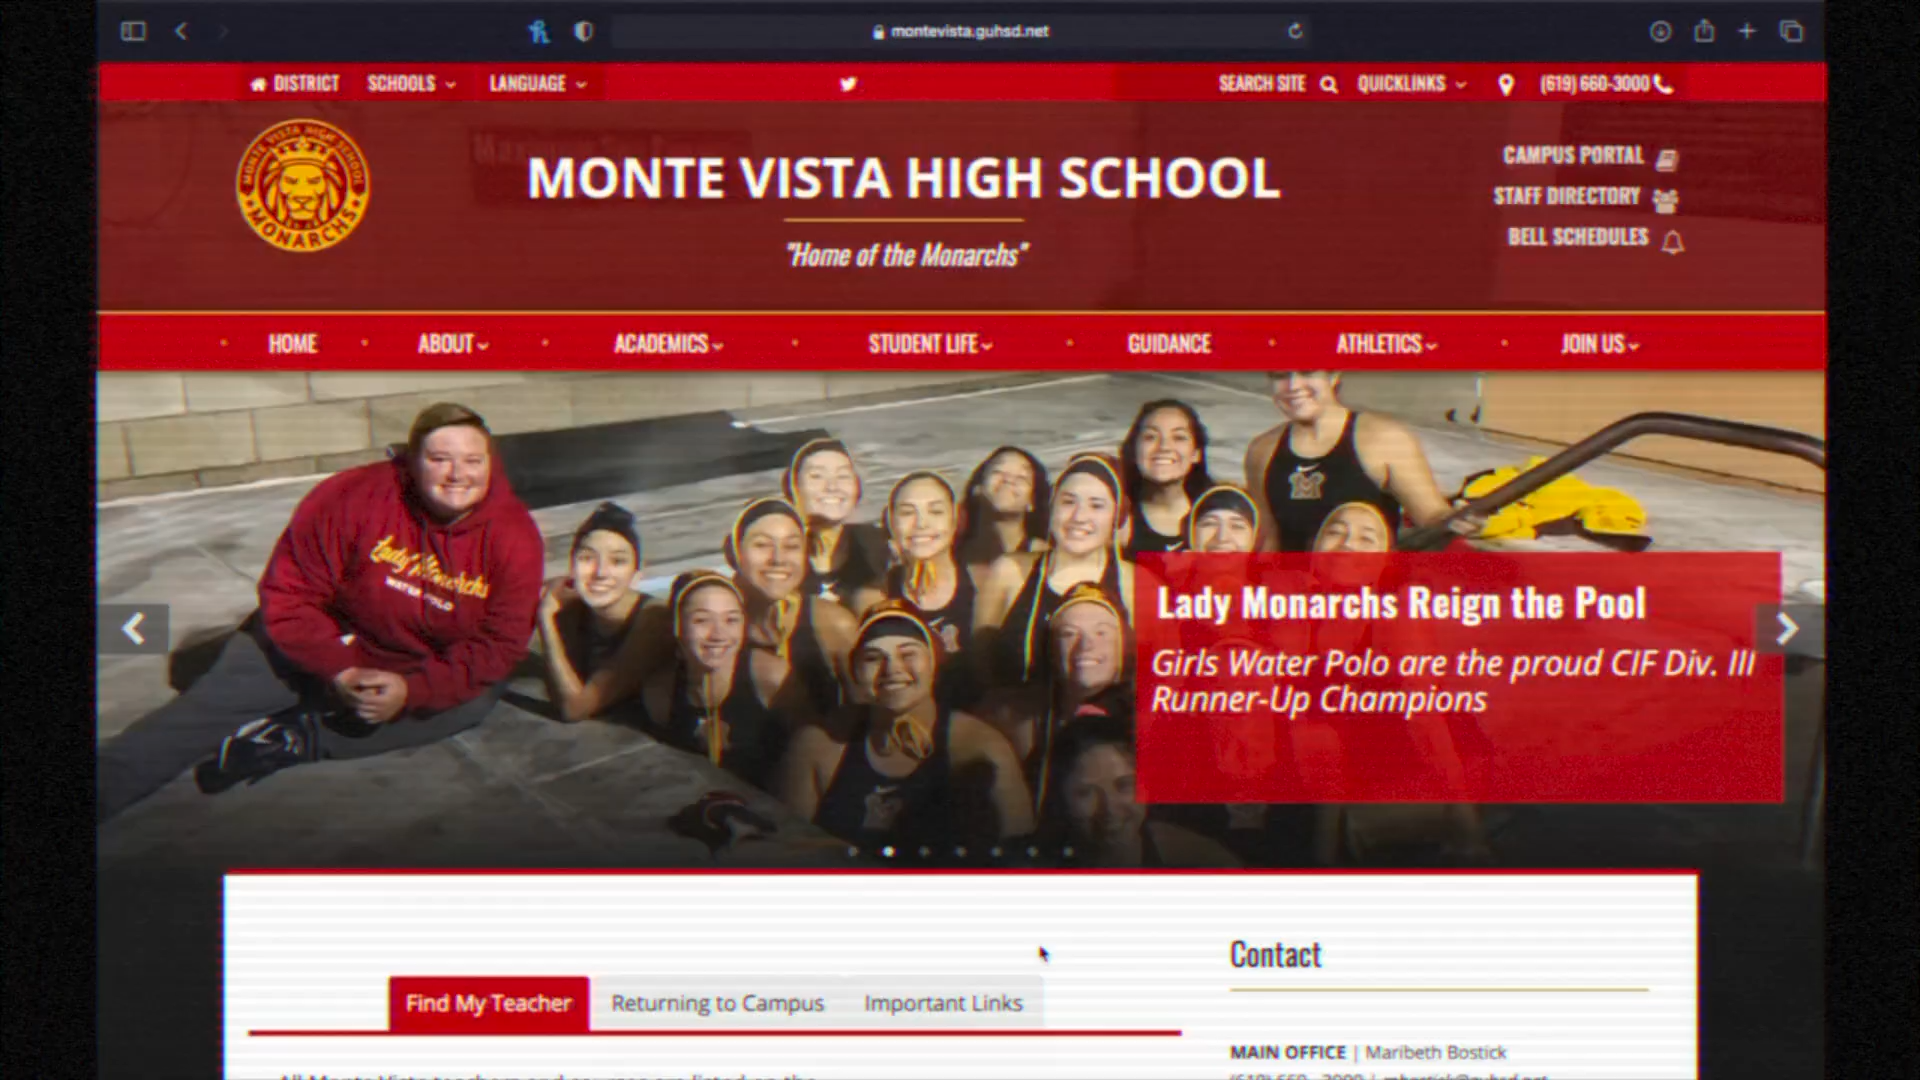 montevista.guhsd.net
DISTRICT SCHOOLS LANGUAGE SEARCH SITE QUICKLINKS (619) 660-3000
MONTE VISTA HIGH SCHOOL
MONARCHS
MONTE VISTA HIGH SCHOOL
"Home of the Monarchs"
CAMPUS PORTAL
STAFF DIRECTORY
BELL SCHEDULES
HOME ABOUT ACADEMICS STUDENT LIFE GUIDANCE ATHLETICS JOIN US
Lady Monarchs
WATER POLO
Lady Monarchs Reign the Pool
Girls Water Polo are the proud CIF Div. III
Runner-Up Champions
Find My Teacher Returning to Campus Important Links
Contact
MAIN OFFICE | Maribeth Bostick